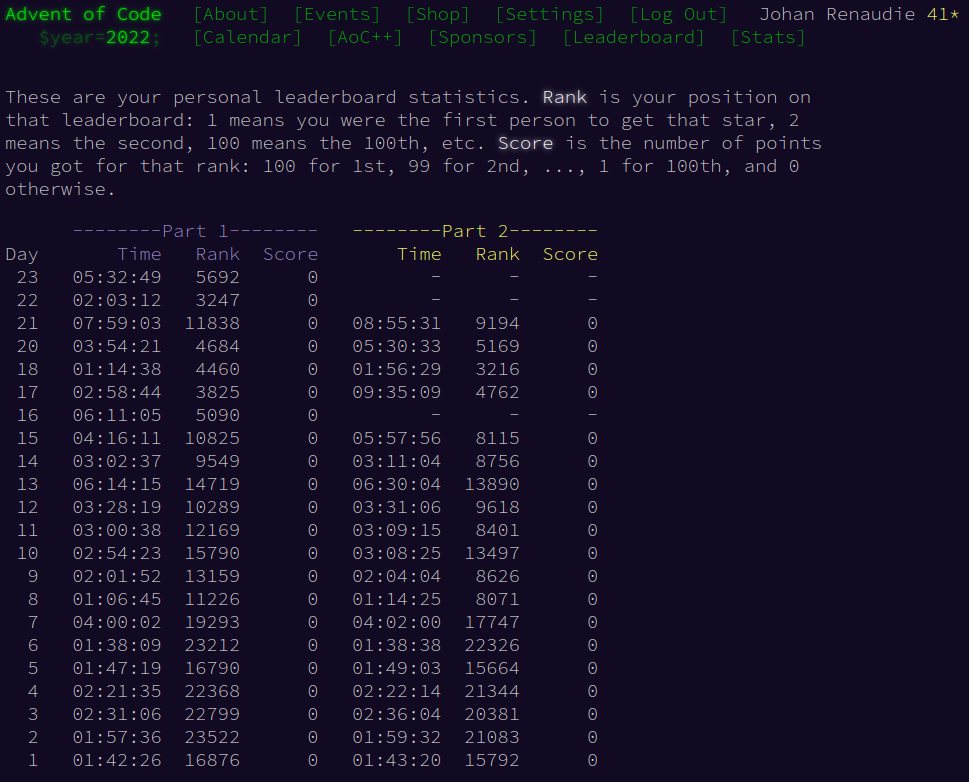 Advent of Code [About] [Events] [Shop] [Settings] [Log Out] Johan Renaudie 41*
$year=2022; [Calendar] [AoC++] [Sponsors] [Leaderboard] [Stats]
These are your personal leaderboard statistics. Rank is your position on
that leaderboard: 1 means you were the first person to get that star, 2
means the second, 100 means the 100th, etc. Score is the number of points
you got for that rank: 100 for 1st, 99 for 2nd, ..., 1 for 100th, and 0
otherwise.
--------Part 1-------- --------Part 2--------
Day Time Rank Score Time Rank Score
23 05:32:49 5692 0 - - -
22 02:03:12 3247 0 - - -
21 07:59:03 11838 0 08:55:31 9194 0
20 03:54:21 4684 0 05:30:33 5169 0
18 01:14:38 4460 0 01:56:29 3216 0
17 02:58:44 3825 0 09:35:09 4762 0
16 06:11:05 5090 0 - - -
15 04:16:11 10825 0 05:57:56 8115 0
14 03:02:37 9549 0 03:11:04 8756 0
13 06:14:15 14719 0 06:30:04 13890 0
12 03:28:19 10289 0 03:31:06 9618 0
11 03:00:38 12169 0 03:09:15 8401 0
10 02:54:23 15790 0 03:08:25 13497 0
9 02:01:52 13159 0 02:04:04 8626 0
8 01:06:45 11226 0 01:14:25 8071 0
7 04:00:02 19293 0 04:02:00 17747 0
6 01:38:09 23212 0 01:38:38 22326 0
5 01:47:19 16790 0 01:49:03 15664 0
4 02:21:35 22368 0 02:22:14 21344 0
3 02:31:06 22799 0 02:36:04 20381 0
2 01:57:36 23522 0 01:59:32 21083 0
1 01:42:26 16876 0 01:43:20 15792 0